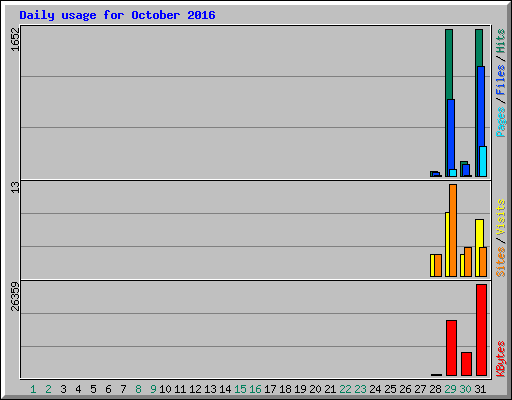 Daily usage for October 2016
1652
Pages / Files / Hits
13
Sites / Visits
26359
KBytes
1 2 3 4 5 6 7 8 9 10 11 12 13 14 15 16 17 18 19 20 21 22 23 24 25 26 27 28 29 30 31